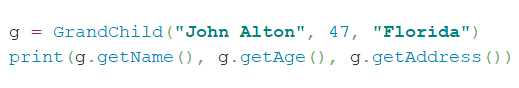 g = GrandChild("John Alton", 47, "Florida")
print(g.getName(), g.getAge(), g.getAddress())